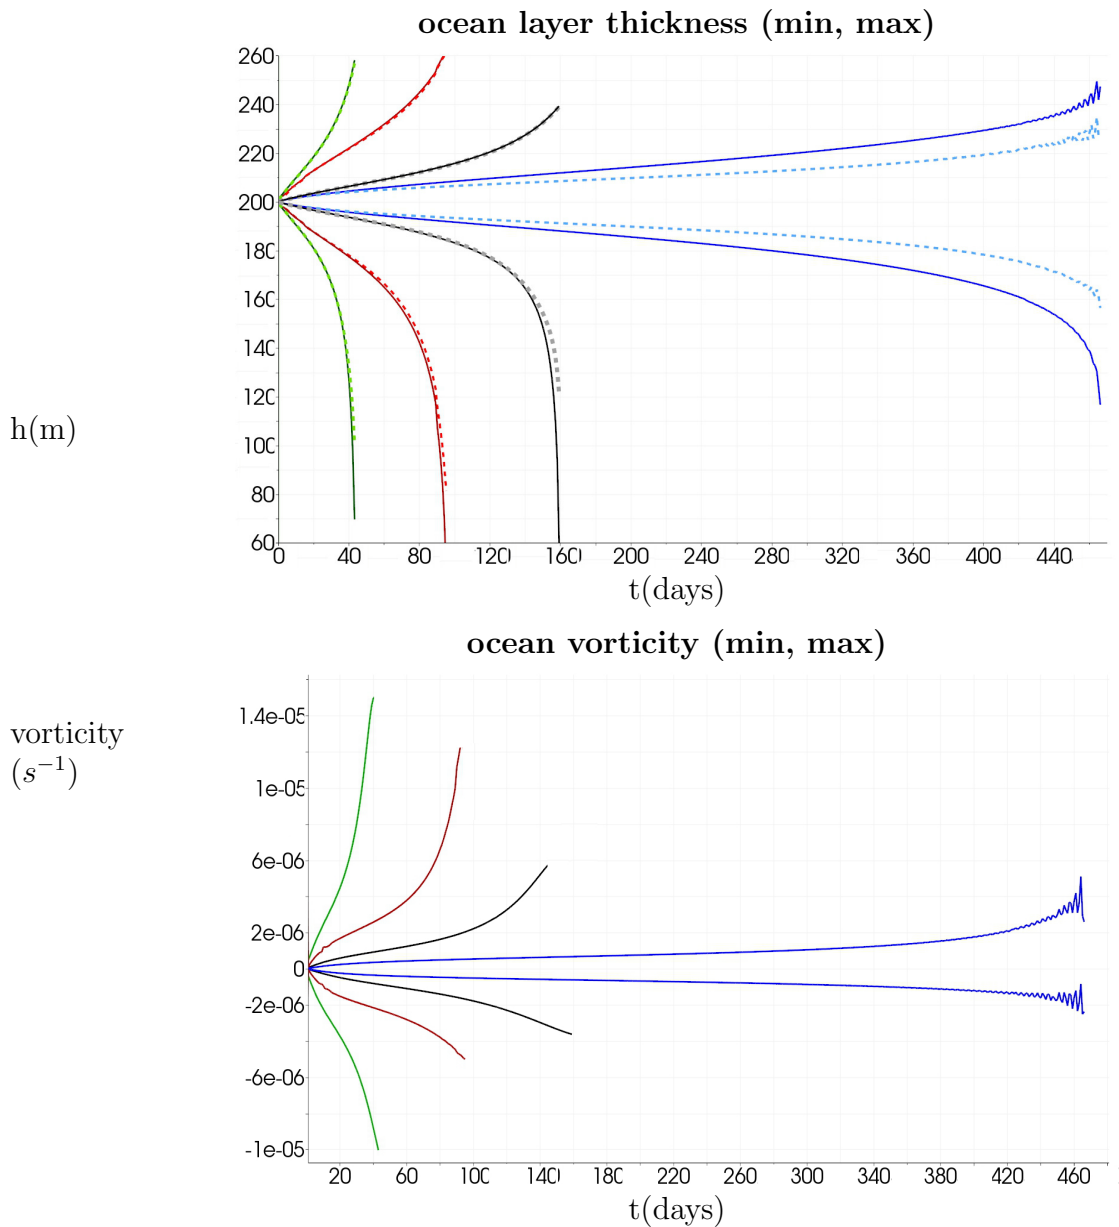 ocean layer thickness (min, max)
260
240
220
200
180
160
140
120
100
80
60
h(m)
0 40 80 120 160 200 240 280 320 360 400 440
t(days)
ocean vorticity (min, max)
vorticity
(s⁻¹)
1.4e-05
1e-05
6e-06
2e-06
0
-2e-06
-6e-06
-1e-05
20 60 100 140 180 220 260 300 340 380 420 460
t(days)